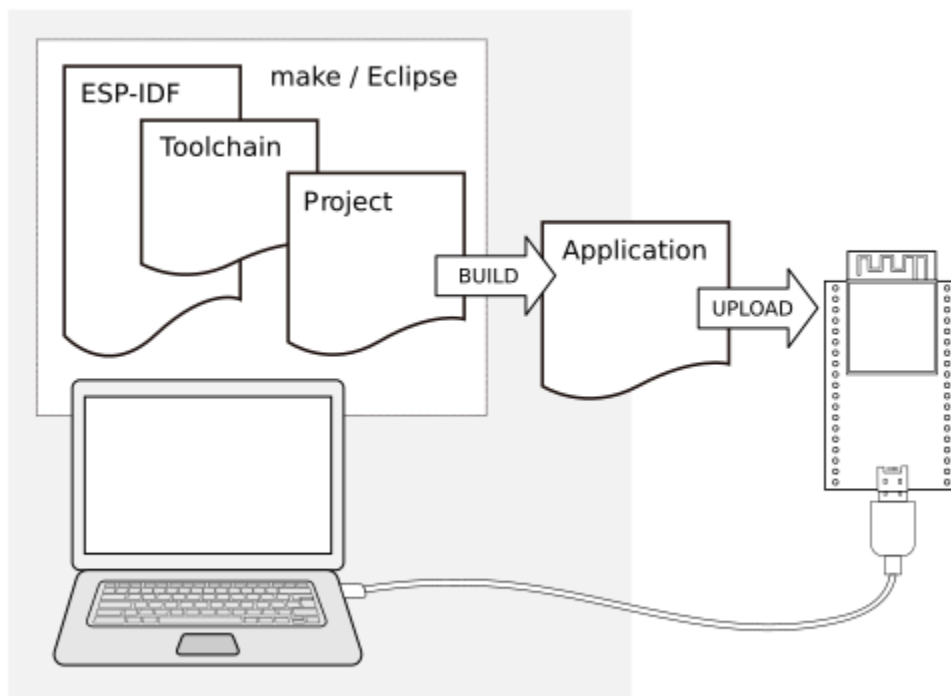 make / Eclipse
ESP-IDF
Toolchain
Project
BUILD
Application
UPLOAD